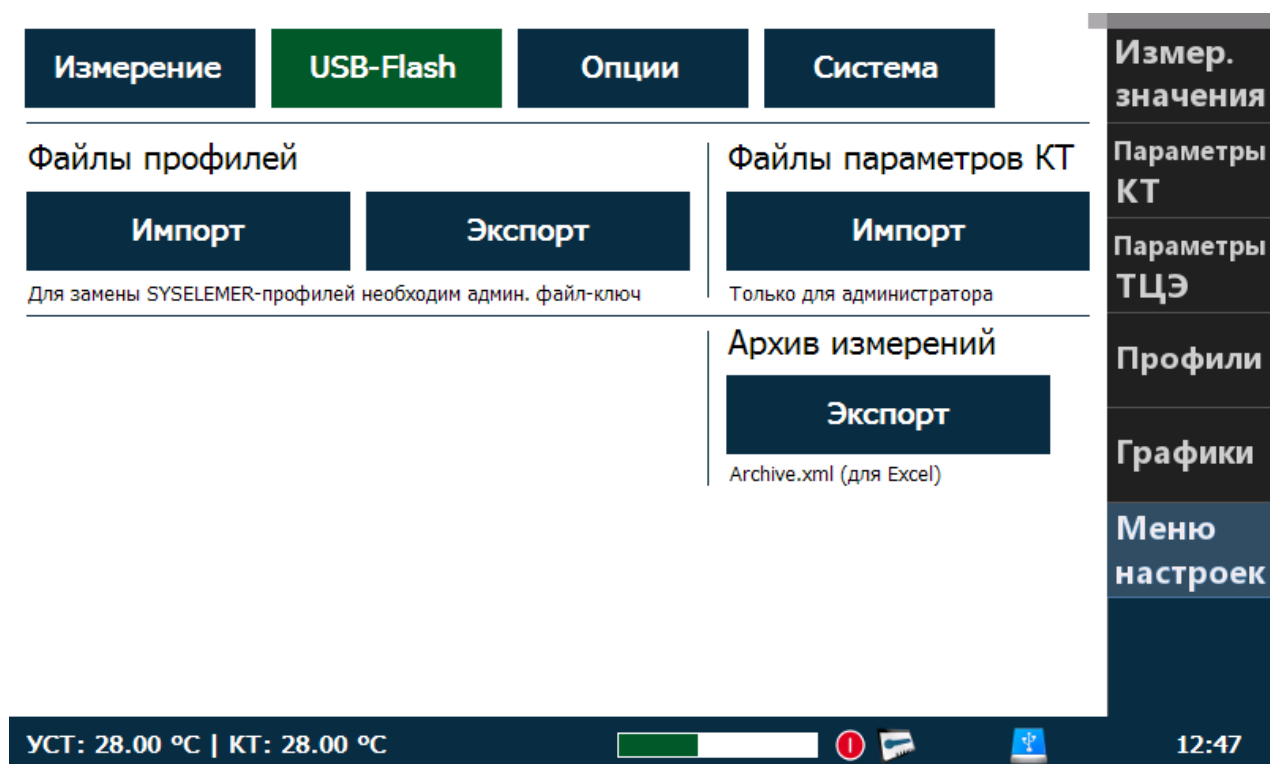 Измерение
USB-Flash
Опции
Система
Файлы профилей
Импорт
Экспорт
Для замены SYSELEMER-профилей необходим админ. файл-ключ
Файлы параметров КТ
Импорт
Только для администратора
Архив измерений
Экспорт
Archive.xml (для Excel)
Измер.
значения
Параметры
КТ
Параметры
ТЦЭ
Профили
Графики
Меню
настроек
УСТ: 28.00 ºC | КТ: 28.00 ºC
12:47